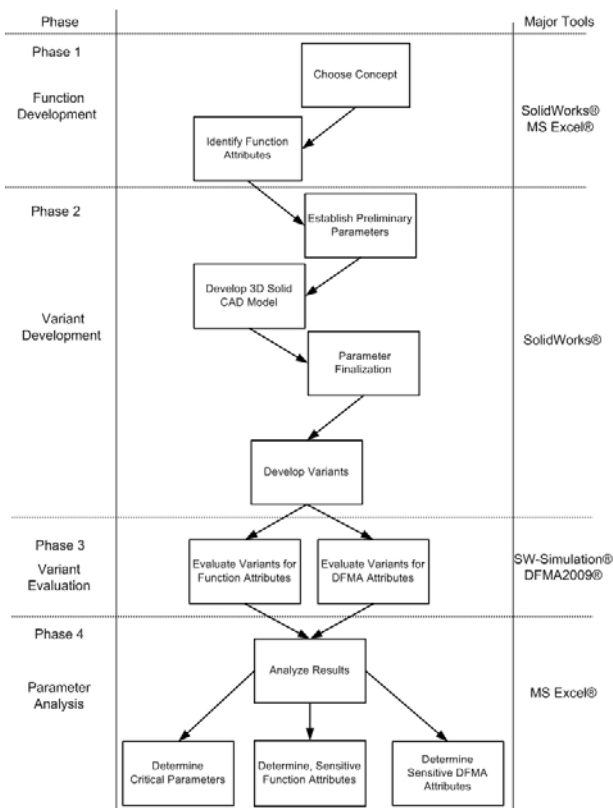 Phase
Major Tools
Phase 1
Function
Development
Choose Concept
Identify Function
Attributes
SolidWorks®
MS Excel®
Phase 2
Variant
Development
Establish Preliminary
Parameters
Develop 3D Solid
CAD Model
Parameter
Finalization
Develop Variants
SolidWorks®
Phase 3
Variant
Evaluation
Evaluate Variants for
Function Attributes
Evaluate Variants for
DFMA Attributes
SW-Simulation®
DFMA2009®
Phase 4
Parameter
Analysis
Analyze Results
Determine
Critical Parameters
Determine, Sensitive
Function Attributes
Determine
Sensitive DFMA
Attributes
MS Excel®